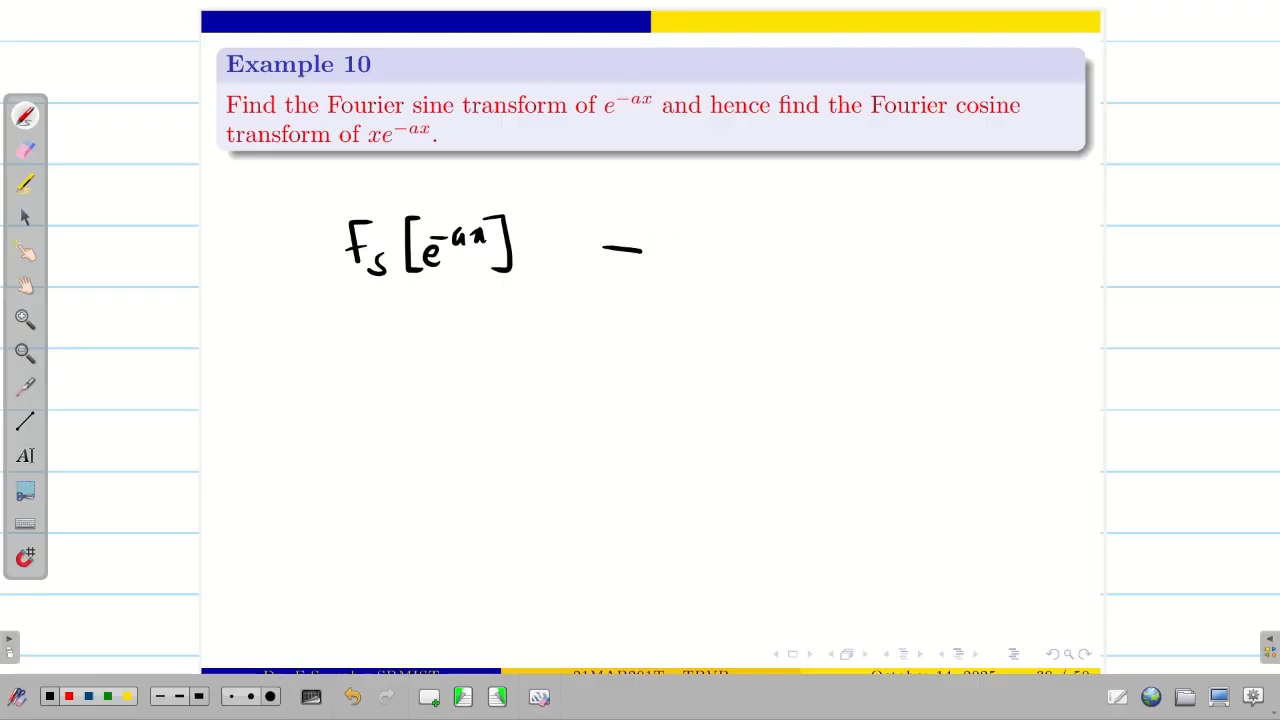 Example 10
Find the Fourier sine transform of e^{-ax} and hence find the Fourier cosine
transform of xe^{-ax}.
F_s [e^{-ax}] —
AI